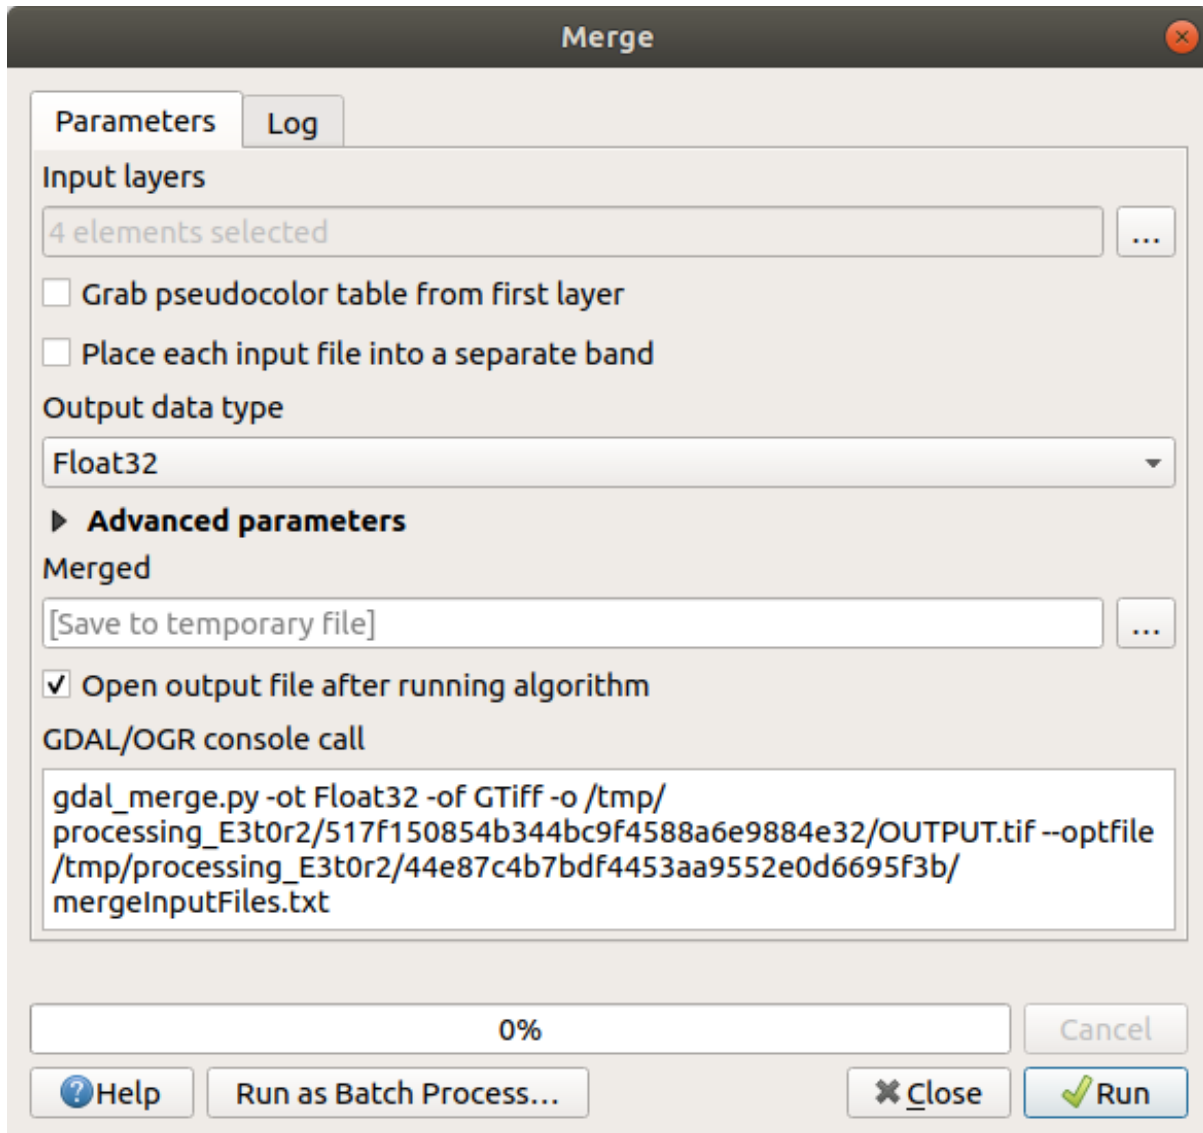 Merge
Parameters
Log
Input layers
4 elements selected
...
Grab pseudocolor table from first layer
Place each input file into a separate band
Output data type
Float32
Advanced parameters
Merged
[Save to temporary file]
...
Open output file after running algorithm
GDAL/OGR console call
gdal_merge.py -ot Float32 -of GTiff -o /tmp/
processing_E3t0r2/517f150854b344bc9f4588a6e9884e32/OUTPUT.tif --optfile
/tmp/processing_E3t0r2/44e87c4b7bdf4453aa9552e0d6695f3b/
mergeInputFiles.txt
0%
Cancel
Help
Run as Batch Process...
Close
Run